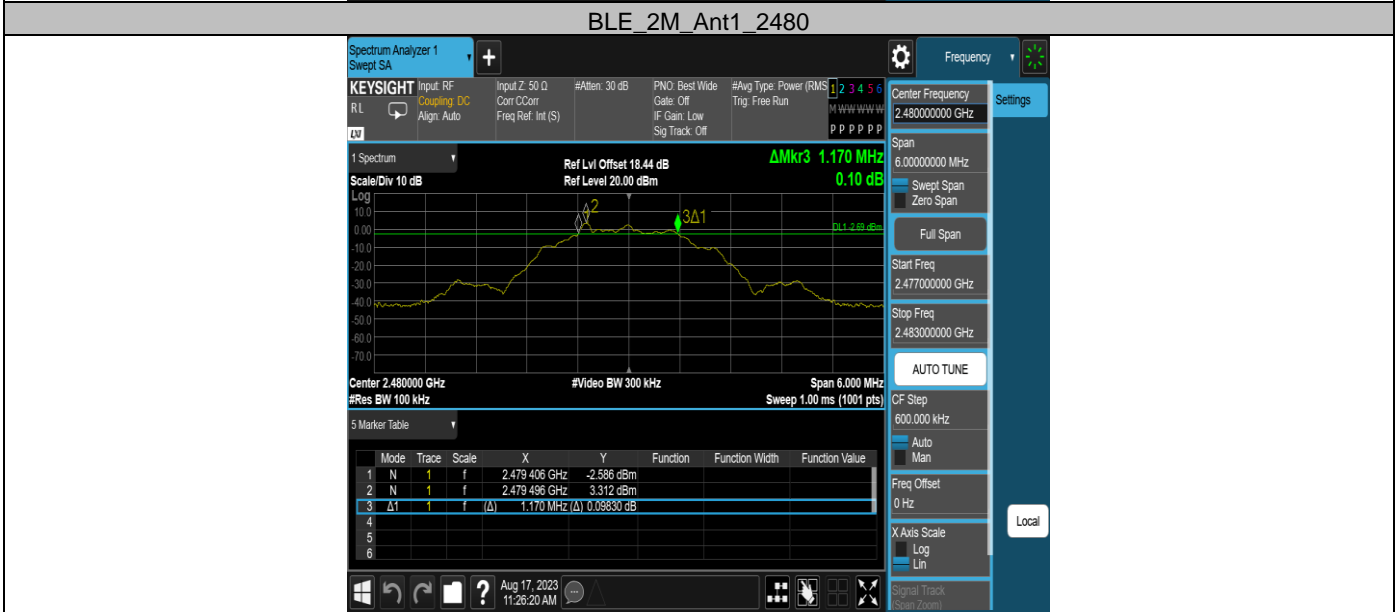 BLE_2M_Ant1_2480
Spectrum Analyzer 1
Swept SA
+
Frequency
KEYSIGHT Input: RF Input Z: 50 Ω #Atten: 30 dB PNO: Best Wide #Avg Type: Power (RMS 1 2 3 4 5 6
RL Coupling: DC Corr CCorr Gate: Off Trig: Free Run M W W W W W
Align: Auto Freq Ref: Int (S) IF Gain: Low
LXI Sig Track: Off P P P P P P
1 Spectrum Ref Lvl Offset 18.44 dB ΔMkr3 1.170 MHz
Scale/Div 10 dB Ref Level 20.00 dBm 0.10 dB
Log
10.0
0.00
-10.0
-20.0
-30.0
-40.0
-50.0
-60.0
-70.0
2
3Δ1
DL1 -2.69 dBm
Center 2.480000 GHz #Video BW 300 kHz Span 6.000 MHz
#Res BW 100 kHz Sweep 1.00 ms (1001 pts)
5 Marker Table
Mode Trace Scale X Y Function Function Width Function Value
1 N 1 f 2.479 406 GHz -2.586 dBm
2 N 1 f 2.479 496 GHz 3.312 dBm
3 Δ1 1 f (Δ) 1.170 MHz (Δ) 0.09830 dB
4
5
6
? Aug 17, 2023
11:26:20 AM
Center Frequency
2.480000000 GHz
Settings
Span
6.00000000 MHz
Swept Span
Zero Span
Full Span
Start Freq
2.477000000 GHz
Stop Freq
2.483000000 GHz
AUTO TUNE
CF Step
600.000 kHz
Auto
Man
Freq Offset
0 Hz
Local
X Axis Scale
Log
Lin
Signal Track
(Span Zoom)